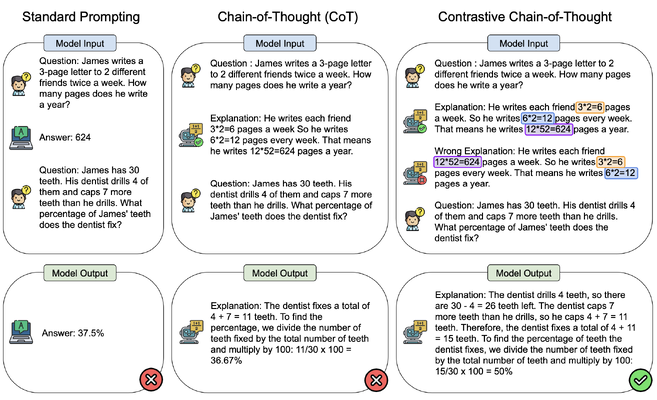 Standard Prompting
Model Input
Question: James writes a
3-page letter to 2 different
friends twice a week. How
many pages does he write
a year?
Answer: 624
Question: James has 30
teeth. His dentist drills 4 of
them and caps 7 more
teeth than he drills. What
percentage of James' teeth
does the dentist fix?
Model Output
Answer: 37.5%
Chain-of-Thought (CoT)
Model Input
Question : James writes a 3-page letter
to 2 different friends twice a week. How
many pages does he write a year?
Explanation: He writes each friend
3*2=6 pages a week So he writes
6*2=12 pages every week. That means
he writes 12*52=624 pages a year.
Question: James has 30 teeth. His
dentist drills 4 of them and caps 7 more
teeth than he drills. What percentage of
James' teeth does the dentist fix?
Model Output
Explanation: The dentist fixes a total of
4 + 7 = 11 teeth. To find the
percentage, we divide the number of
teeth fixed by the total number of teeth
and multiply by 100: 11/30 x 100 =
36.67%
Contrastive Chain-of-Thought
Model Input
Question: James writes a 3-page letter to 2
different friends twice a week. How many pages
does he write a year?
Explanation: He writes each friend 3*2=6 pages
a week. So he writes 6*2=12 pages every week.
That means he writes 12*52=624 pages a year.
Wrong Explanation: He writes each friend
12*52=624 pages a week. So he writes 3*2=6
pages every week. That means he writes 6*2=12
pages a year.
Question: James has 30 teeth. His dentist drills 4
of them and caps 7 more teeth than he drills.
What percentage of James' teeth does the
dentist fix?
Model Output
Explanation: The dentist drills 4 teeth, so there
are 30 - 4 = 26 teeth left. The dentist caps 7
more teeth than he drills, so he caps 4 + 7 = 11
teeth. Therefore, the dentist fixes a total of 4 + 11
= 15 teeth. To find the percentage of teeth the
dentist fixes, we divide the number of teeth fixed
by the total number of teeth and multiply by 100:
15/30 x 100 = 50%